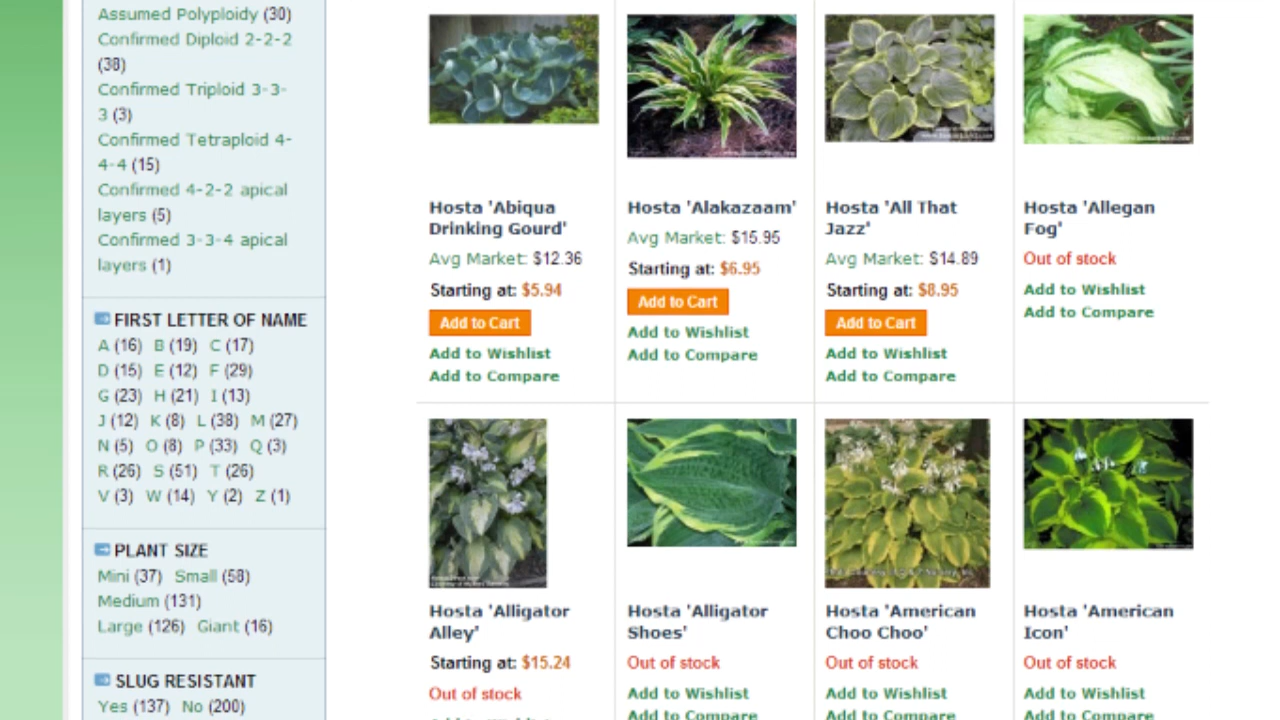 Assumed Polyploidy (30)
Confirmed Diploid 2-2-2
(38)
Confirmed Triploid 3-3-
3 (3)
Confirmed Tetraploid 4-
4-4 (15)
Confirmed 4-2-2 apical
layers (5)
Confirmed 3-3-4 apical
layers (1)
FIRST LETTER OF NAME
A (16) B (19) C (17)
D (15) E (12) F (29)
G (23) H (21) I (13)
J (12) K (8) L (38) M (27)
N (5) O (8) P (33) Q (3)
R (26) S (51) T (26)
V (3) W (14) Y (2) Z (1)
PLANT SIZE
Mini (37) Small (58)
Medium (131)
Large (126) Giant (16)
SLUG RESISTANT
Yes (137) No (200)
Hosta 'Abiqua
Drinking Gourd'
Avg Market: $12.36
Starting at: $5.94
Add to Cart
Add to Wishlist
Add to Compare
Hosta 'Alakazaam'
Avg Market: $15.95
Starting at: $6.95
Add to Cart
Add to Wishlist
Add to Compare
Hosta 'All That
Jazz'
Avg Market: $14.89
Starting at: $8.95
Add to Cart
Add to Wishlist
Add to Compare
Hosta 'Allegan
Fog'
Out of stock
Add to Wishlist
Add to Compare
Hosta 'Alligator
Alley'
Starting at: $15.24
Out of stock
Hosta 'Alligator
Shoes'
Out of stock
Add to Wishlist
Add to Compare
Hosta 'American
Choo Choo'
Out of stock
Add to Wishlist
Add to Compare
Hosta 'American
Icon'
Out of stock
Add to Wishlist
Add to Compare